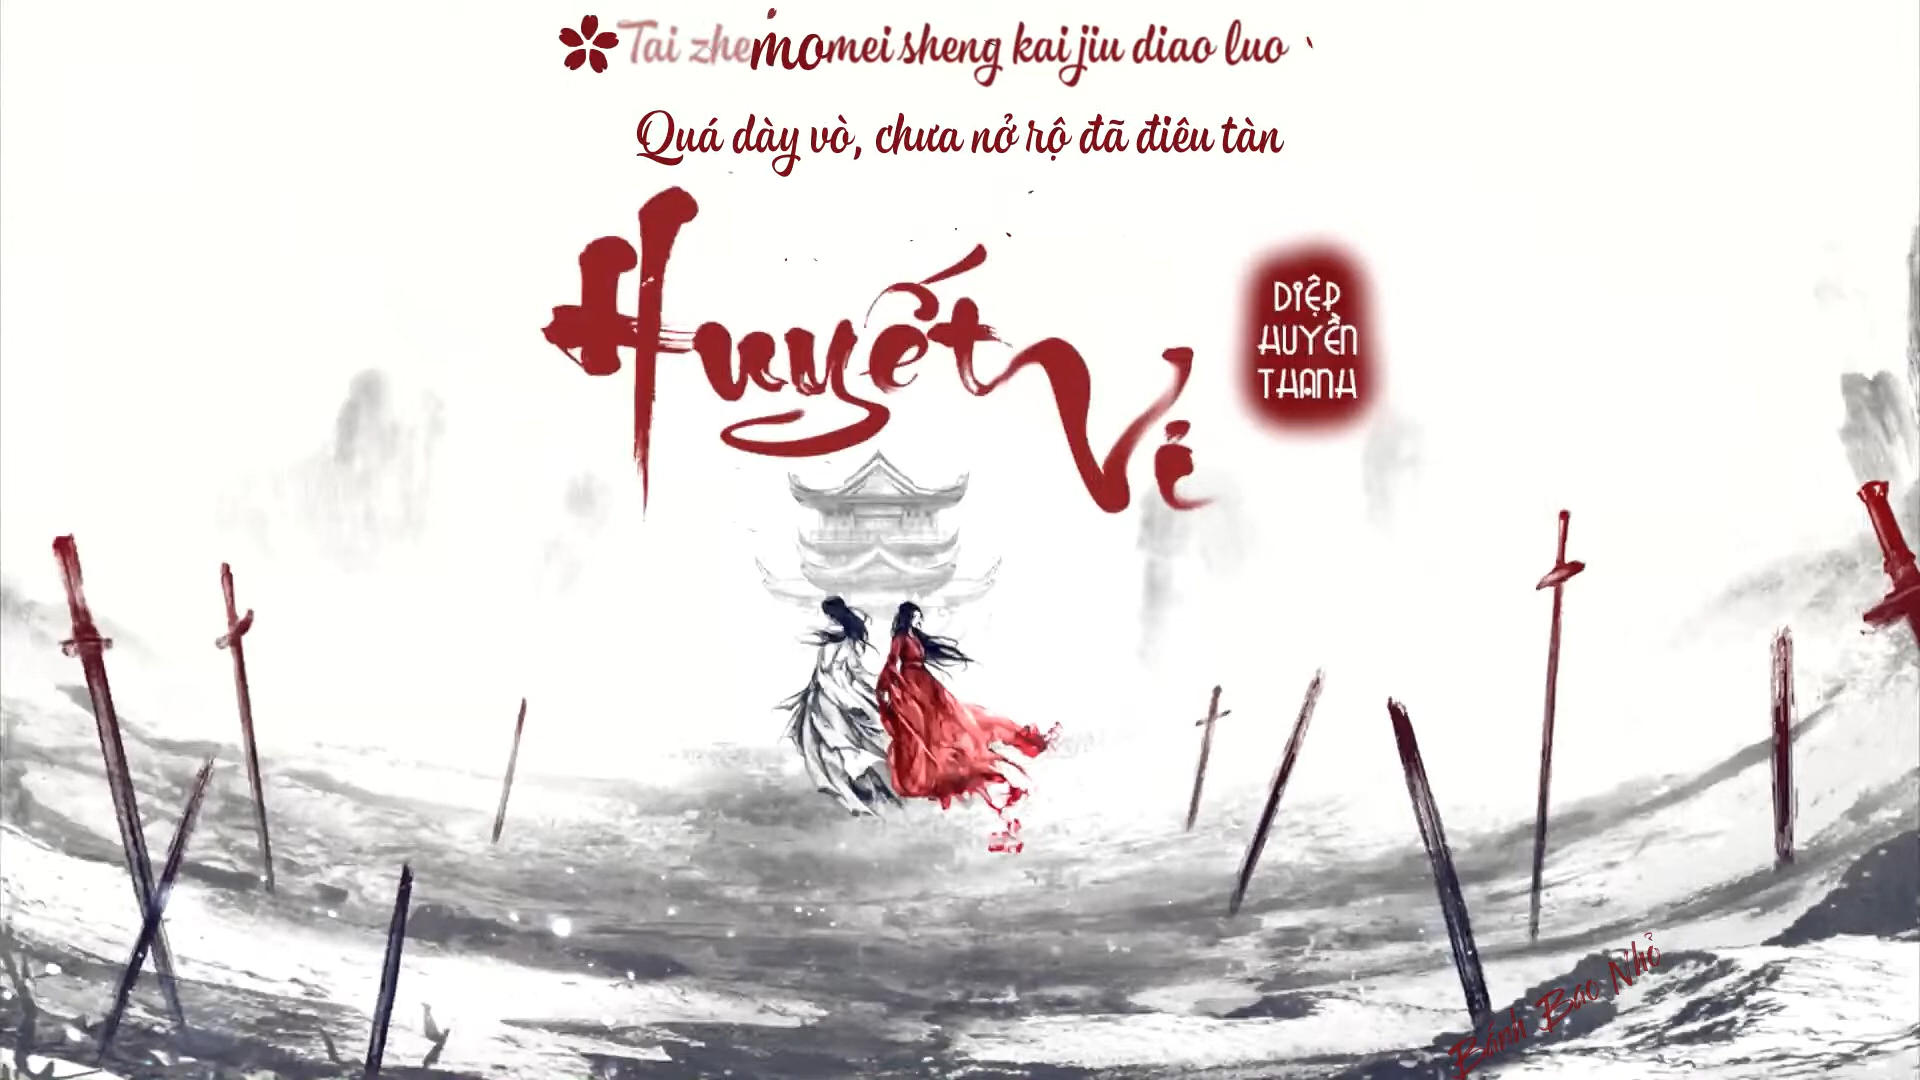 Tai zhe mo mei sheng kai jiu diao luo
Quá dày vò, chưa nở rộ đã điêu tàn
Huyết Vẽ
DIỆP
HUYỀN
THANH
Bánh Bao Nhỏ